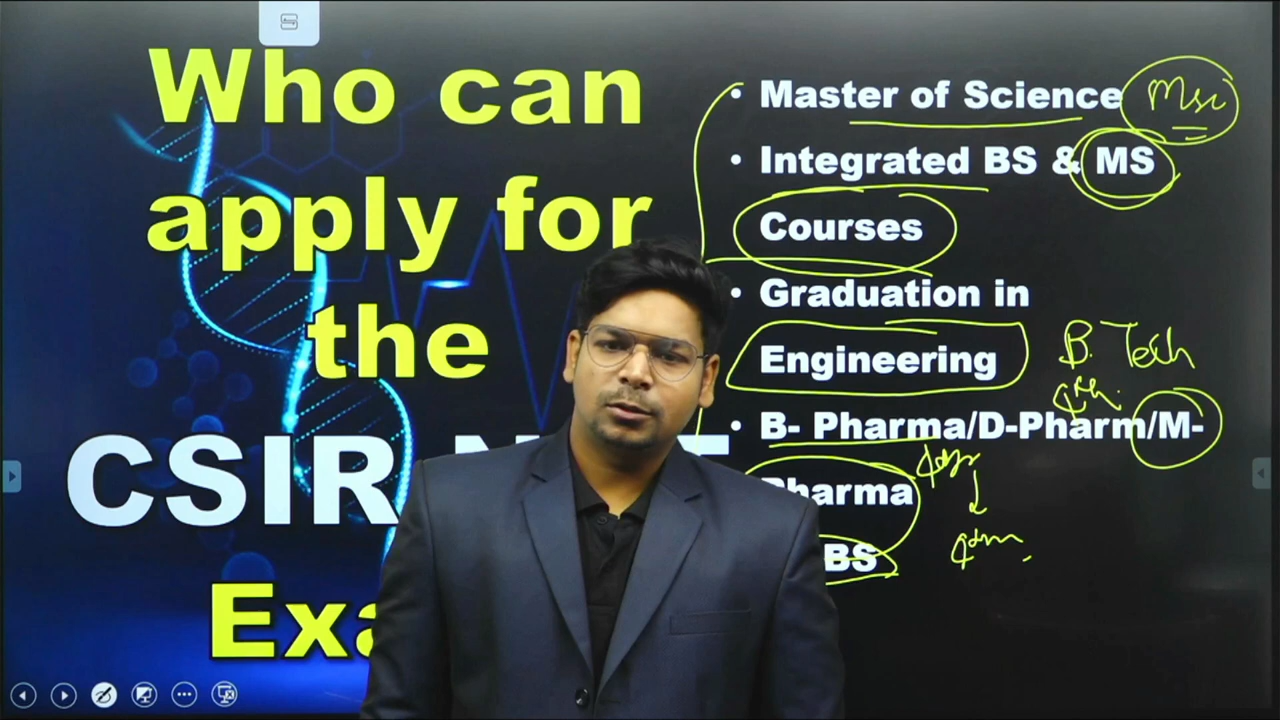 Who can
apply for
the
CSIR
Exa
• Master of Science Msc
• Integrated BS & MS
Courses
• Graduation in
Engineering B. Tech
• B- Pharma/D-Pharm/M-
Pharma
BS